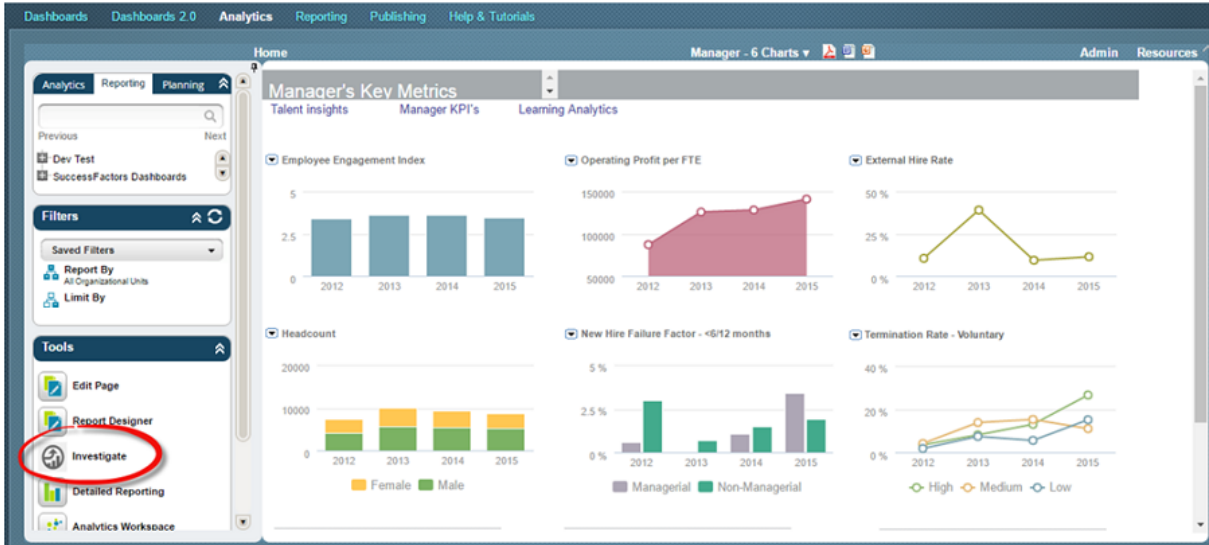 Dashboards Dashboards 2.0 Analytics Reporting Publishing Help & Tutorials
Home Manager - 6 Charts Admin Resources
Analytics Reporting Planning
Previous Next
Dev Test
SuccessFactors Dashboards
Filters
Saved Filters
Report By
All Organizational Units
Limit By
Tools
Edit Page
Report Designer
Investigate
Detailed Reporting
Analytics Workspace
Manager's Key Metrics
Talent insights Manager KPI's Learning Analytics
Employee Engagement Index
5
2.5
0
2012 2013 2014 2015
Operating Profit per FTE
150000
100000
50000
2012 2013 2014 2015
External Hire Rate
50 %
25 %
0 %
2012 2013 2014 2015
Headcount
20000
10000
0
2012 2013 2014 2015
Female Male
New Hire Failure Factor - <6/12 months
5 %
2.5 %
0 %
2012 2013 2014 2015
Managerial Non-Managerial
Termination Rate - Voluntary
40 %
20 %
0 %
2012 2013 2014 2015
High Medium Low